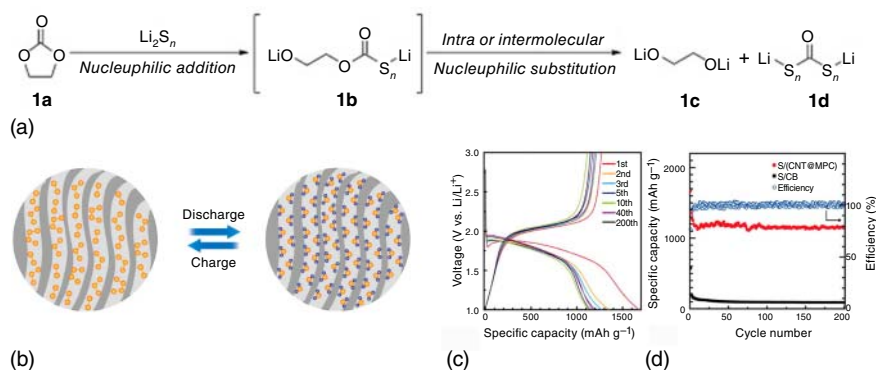 O
O O
1a
Li₂Sₙ
Nucleuphilic addition
LiO O O S Li
n
1b
Intra or intermolecular
Nucleuphilic substitution
LiO OLi
1c
+
Li S O S Li
n n
1d
(a)
Discharge
Charge
(b)
3.0
2.5
2.0
1.5
1.0
Voltage (V vs. Li/Li⁺)
0 500 1000 1500
Specific capacity (mAh g⁻¹)
1st
2nd
3rd
5th
10th
40th
200th
(c)
2000
1000
0
Specific capacity (mAh g⁻¹)
S/(CNT@MPC)
S/CB
Efficiency
100
50
0
Efficiency (%)
0 50 100 150 200
Cycle number
(d)